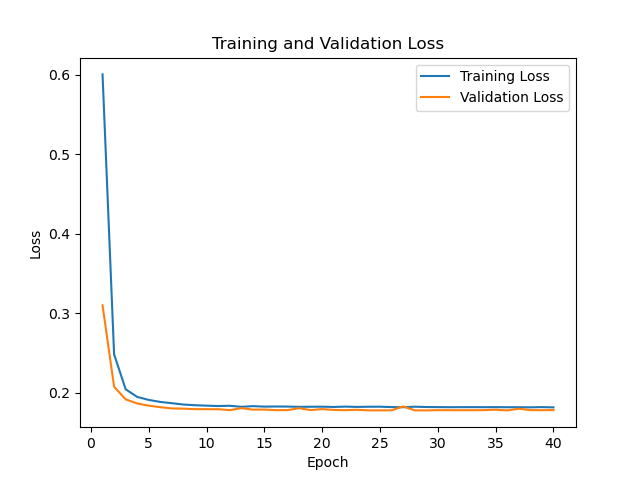 Training and Validation Loss
Training Loss
Validation Loss
0.6
0.5
0.4
0.3
0.2
Loss
0 5 10 15 20 25 30 35 40
Epoch